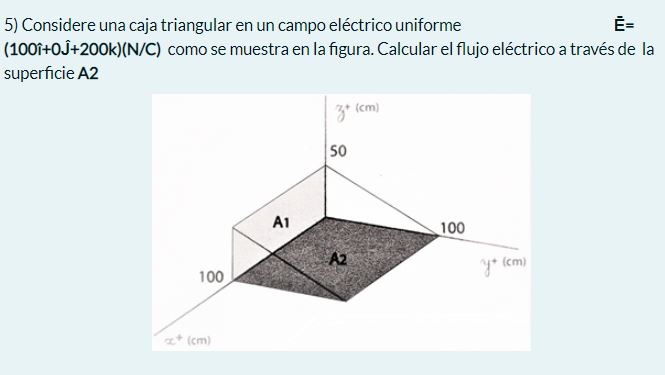 5) Considere una caja triangular en un campo eléctrico uniforme Ē=
(100î+0Ĵ+200k)(N/C) como se muestra en la figura. Calcular el flujo eléctrico a través de la
superficie A2
z+ (cm)
50
A1
100
A2
y+ (cm)
100
x+ (cm)